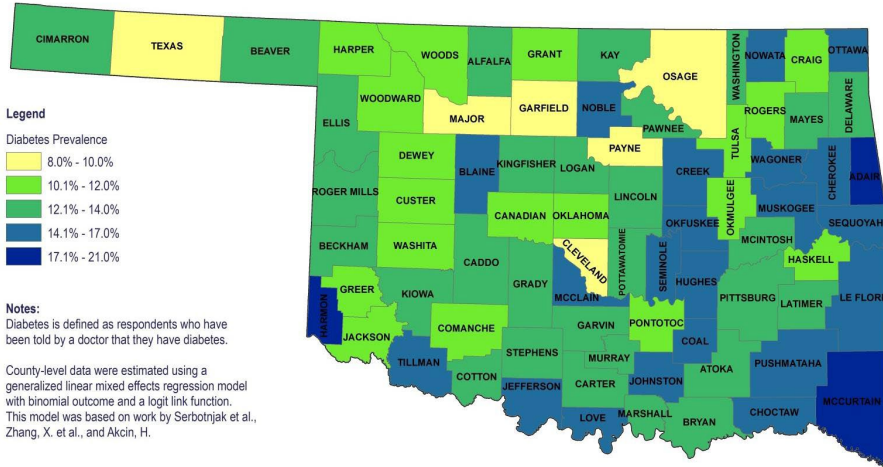 CIMARRON
TEXAS
BEAVER
HARPER
WOODS
ALFALFA
GRANT
KAY
OSAGE
WASHINGTON
NOWATA
CRAIG
OTTAWA
WOODWARD
MAJOR
GARFIELD
NOBLE
PAWNEE
ROGERS
MAYES
DELAWARE
ELLIS
DEWEY
BLAINE
KINGFISHER
LOGAN
PAYNE
CREEK
TULSA
WAGONER
CHEROKEE
ADAIR
ROGER MILLS
CUSTER
CANADIAN
OKLAHOMA
LINCOLN
OKFUSKEE
OKMULGEE
MUSKOGEE
SEQUOYAH
BECKHAM
WASHITA
CADDO
GRADY
CLEVELAND
POTTAWATOMIE
SEMINOLE
HUGHES
MCINTOSH
HASKELL
HARMON
GREER
KIOWA
MCCLAIN
PITTSBURG
LATIMER
LE FLOR
JACKSON
COMANCHE
GARVIN
PONTOTOC
COAL
TILLMAN
COTTON
STEPHENS
MURRAY
JOHNSTON
ATOKA
PUSHMATAHA
JEFFERSON
CARTER
LOVE
MARSHALL
BRYAN
CHOCTAW
MCCURTAIN
Legend
Diabetes Prevalence
8.0% - 10.0%
10.1% - 12.0%
12.1% - 14.0%
14.1% - 17.0%
17.1% - 21.0%
Notes:
Diabetes is defined as respondents who have
been told by a doctor that they have diabetes.
County-level data were estimated using a
generalized linear mixed effects regression model
with binomial outcome and a logit link function.
This model was based on work by Serbotnjak et al.,
Zhang, X. et al., and Akcin, H.